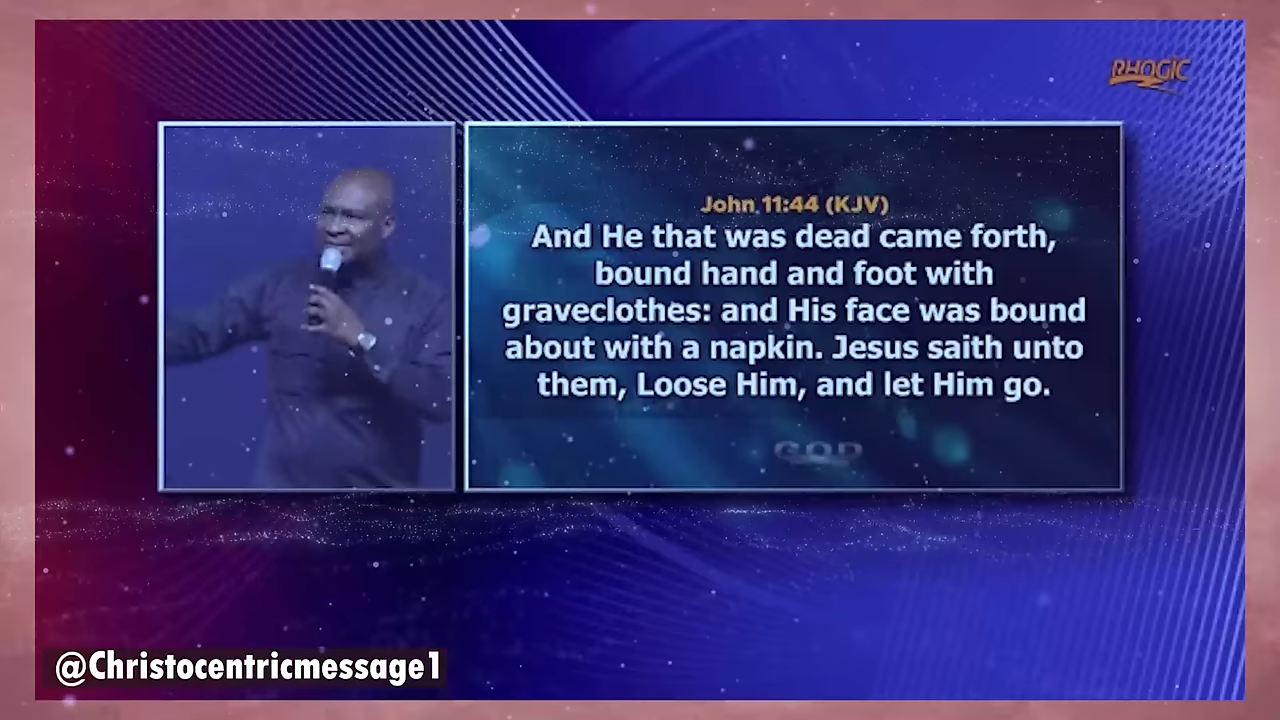 RHOGIC
John 11:44 (KJV)
And He that was dead came forth,
bound hand and foot with
graveclothes: and His face was bound
about with a napkin. Jesus saith unto
them, Loose Him, and let Him go.
G.O.D
@Christocentricmessage1